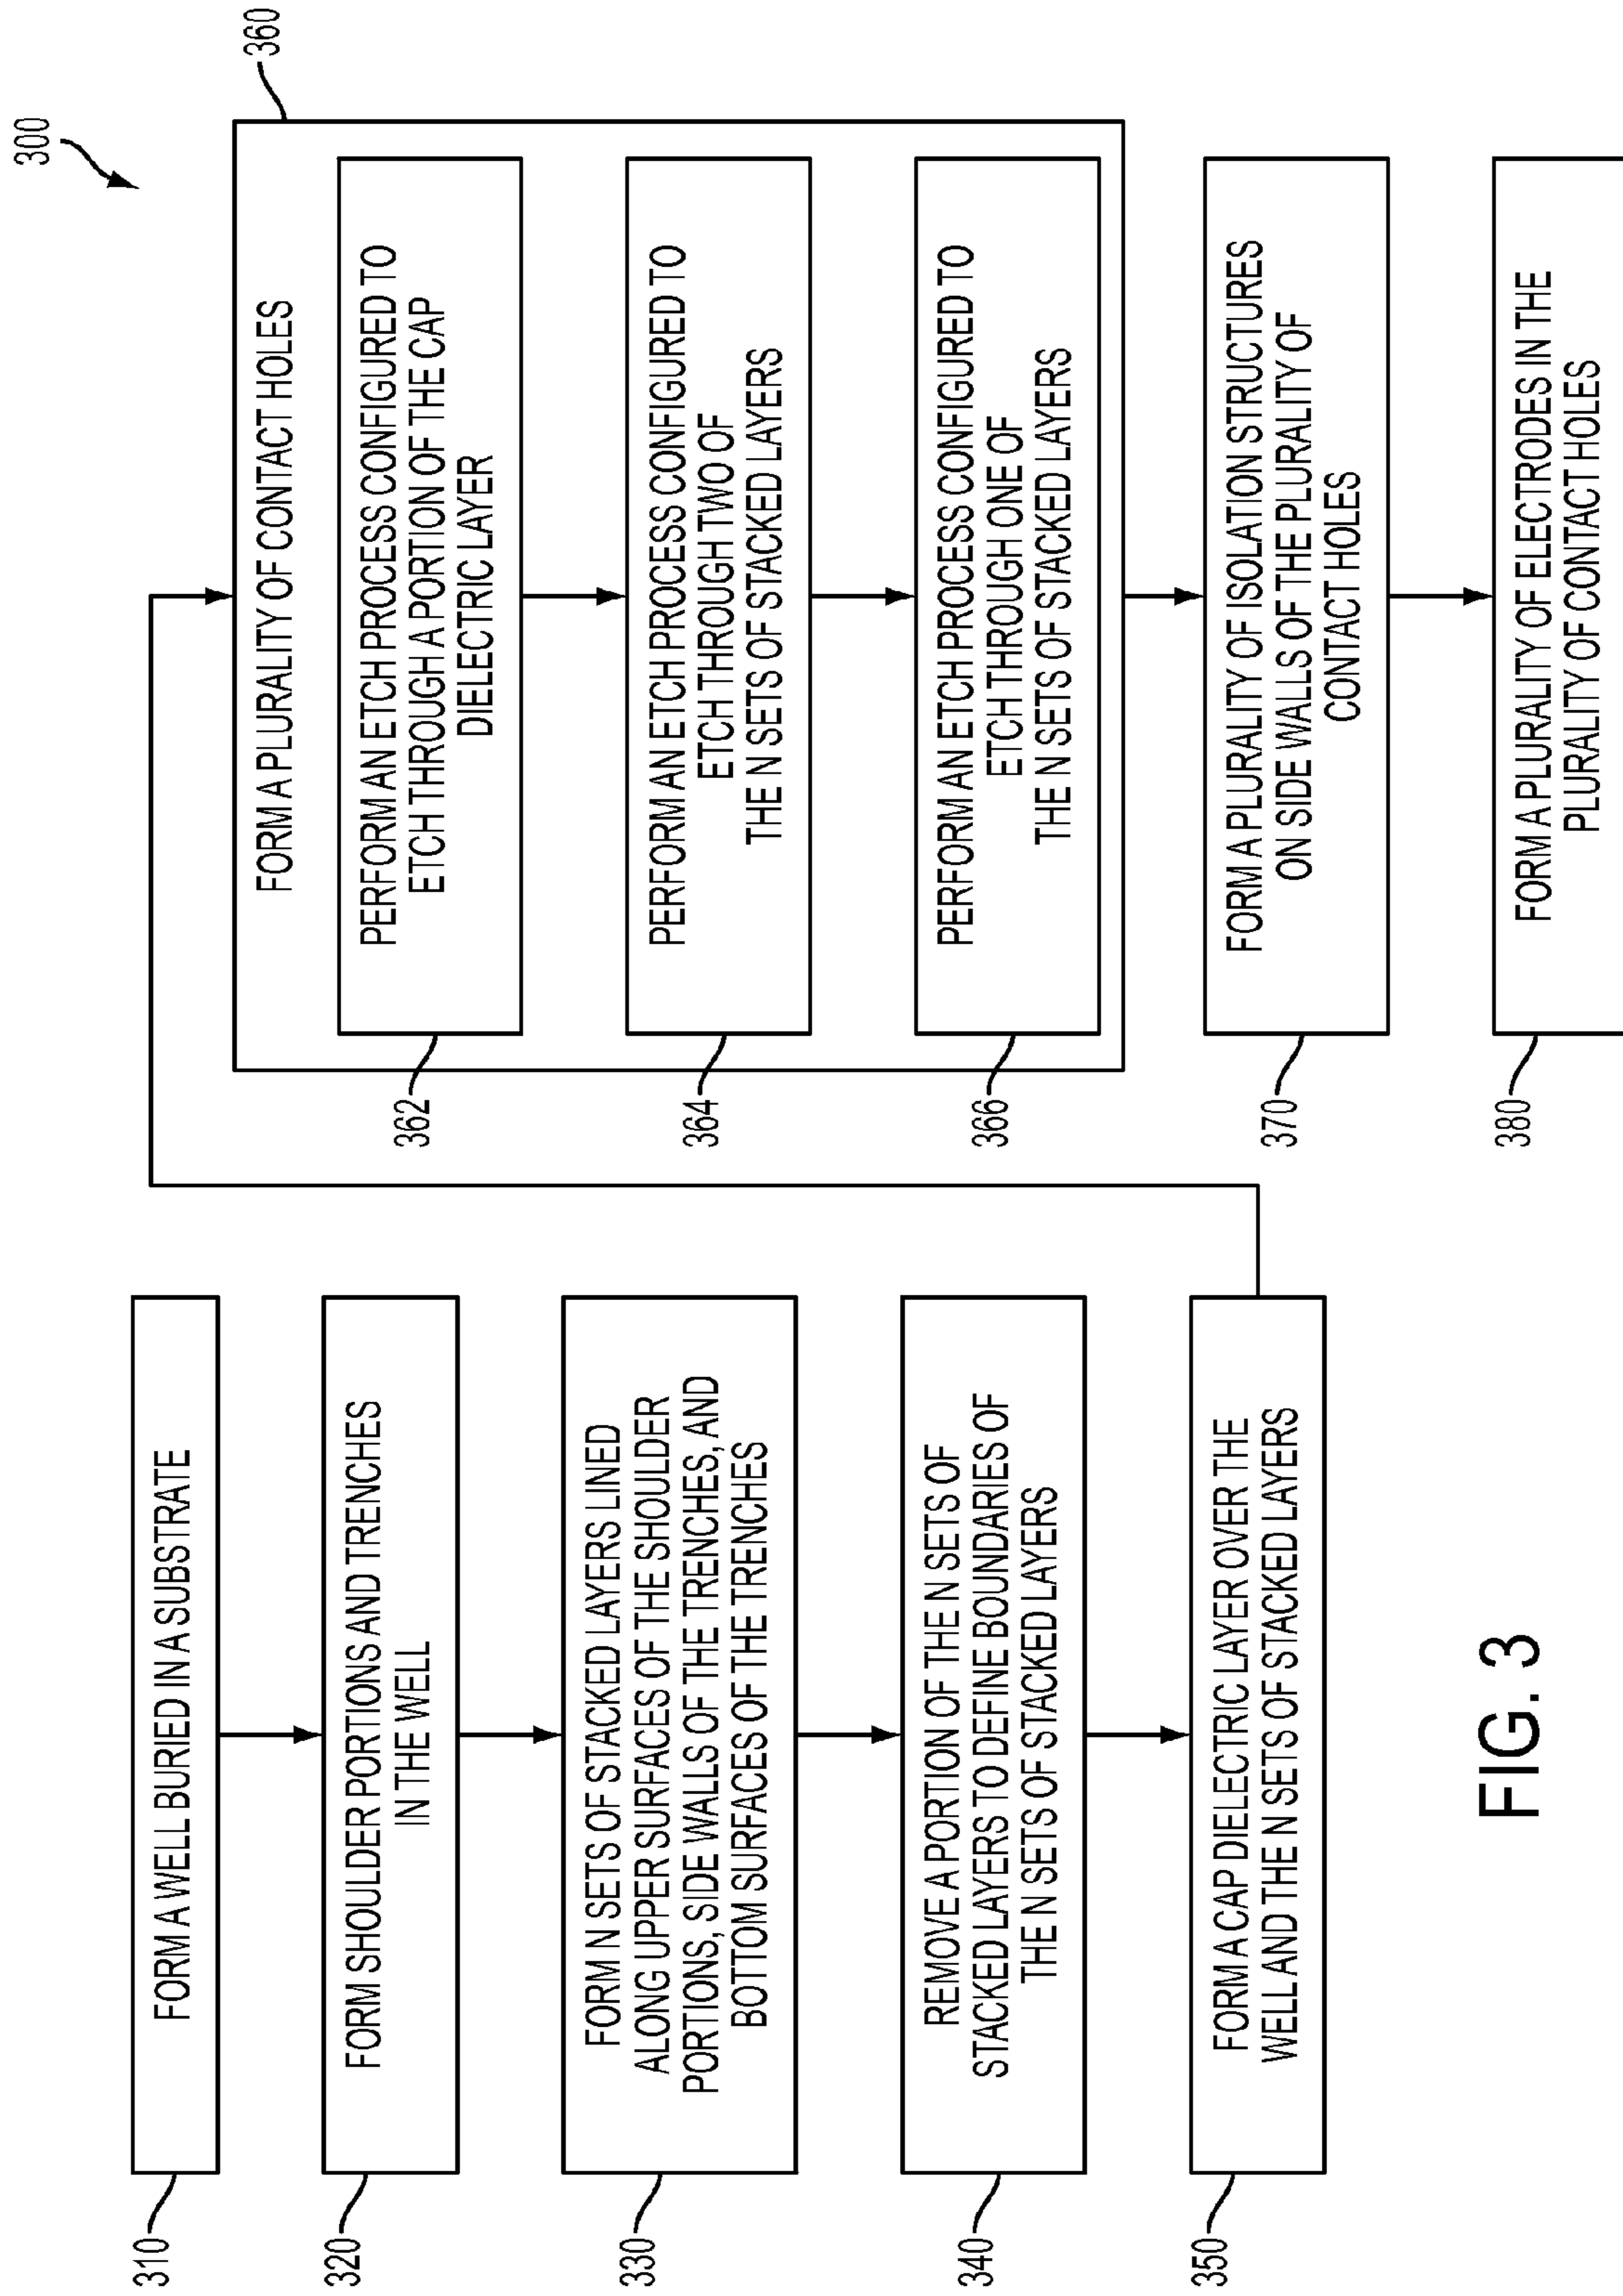 300
310
FORM A WELL BURIED IN A SUBSTRATE
320
FORM SHOULDER PORTIONS AND TRENCHES
IN THE WELL
330
FORM N SETS OF STACKED LAYERS LINED
ALONG UPPER SURFACES OF THE SHOULDER
PORTIONS, SIDE WALLS OF THE TRENCHES, AND
BOTTOM SURFACES OF THE TRENCHES
340
REMOVE A PORTION OF THE N SETS OF
STACKED LAYERS TO DEFINE BOUNDARIES OF
THE N SETS OF STACKED LAYERS
350
FORM A CAP DIELECTRIC LAYER OVER THE
WELL AND THE N SETS OF STACKED LAYERS
360
FORM A PLURALITY OF CONTACT HOLES
362
PERFORM AN ETCH PROCESS CONFIGURED TO
ETCH THROUGH A PORTION OF THE CAP
DIELECTRIC LAYER
364
PERFORM AN ETCH PROCESS CONFIGURED TO
ETCH THROUGH TWO OF
THE N SETS OF STACKED LAYERS
366
PERFORM AN ETCH PROCESS CONFIGURED TO
ETCH THROUGH ONE OF
THE N SETS OF STACKED LAYERS
370
FORM A PLURALITY OF ISOLATION STRUCTURES
ON SIDE WALLS OF THE PLURALITY OF
CONTACT HOLES
380
FORM A PLURALITY OF ELECTRODES IN THE
PLURALITY OF CONTACT HOLES
FIG. 3